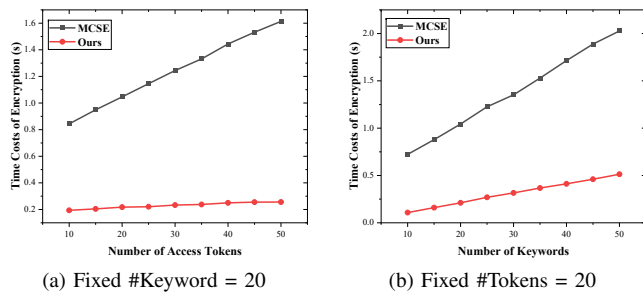 MCSE
Ours
1.6
1.4
1.2
1.0
0.8
0.6
0.4
0.2
Time Costs of Encryption (s)
10 20 30 40 50
Number of Access Tokens
(a) Fixed #Keyword = 20
MCSE
Ours
2.0
1.5
1.0
0.5
0.0
Time Costs of Encryption (s)
10 20 30 40 50
Number of Keywords
(b) Fixed #Tokens = 20